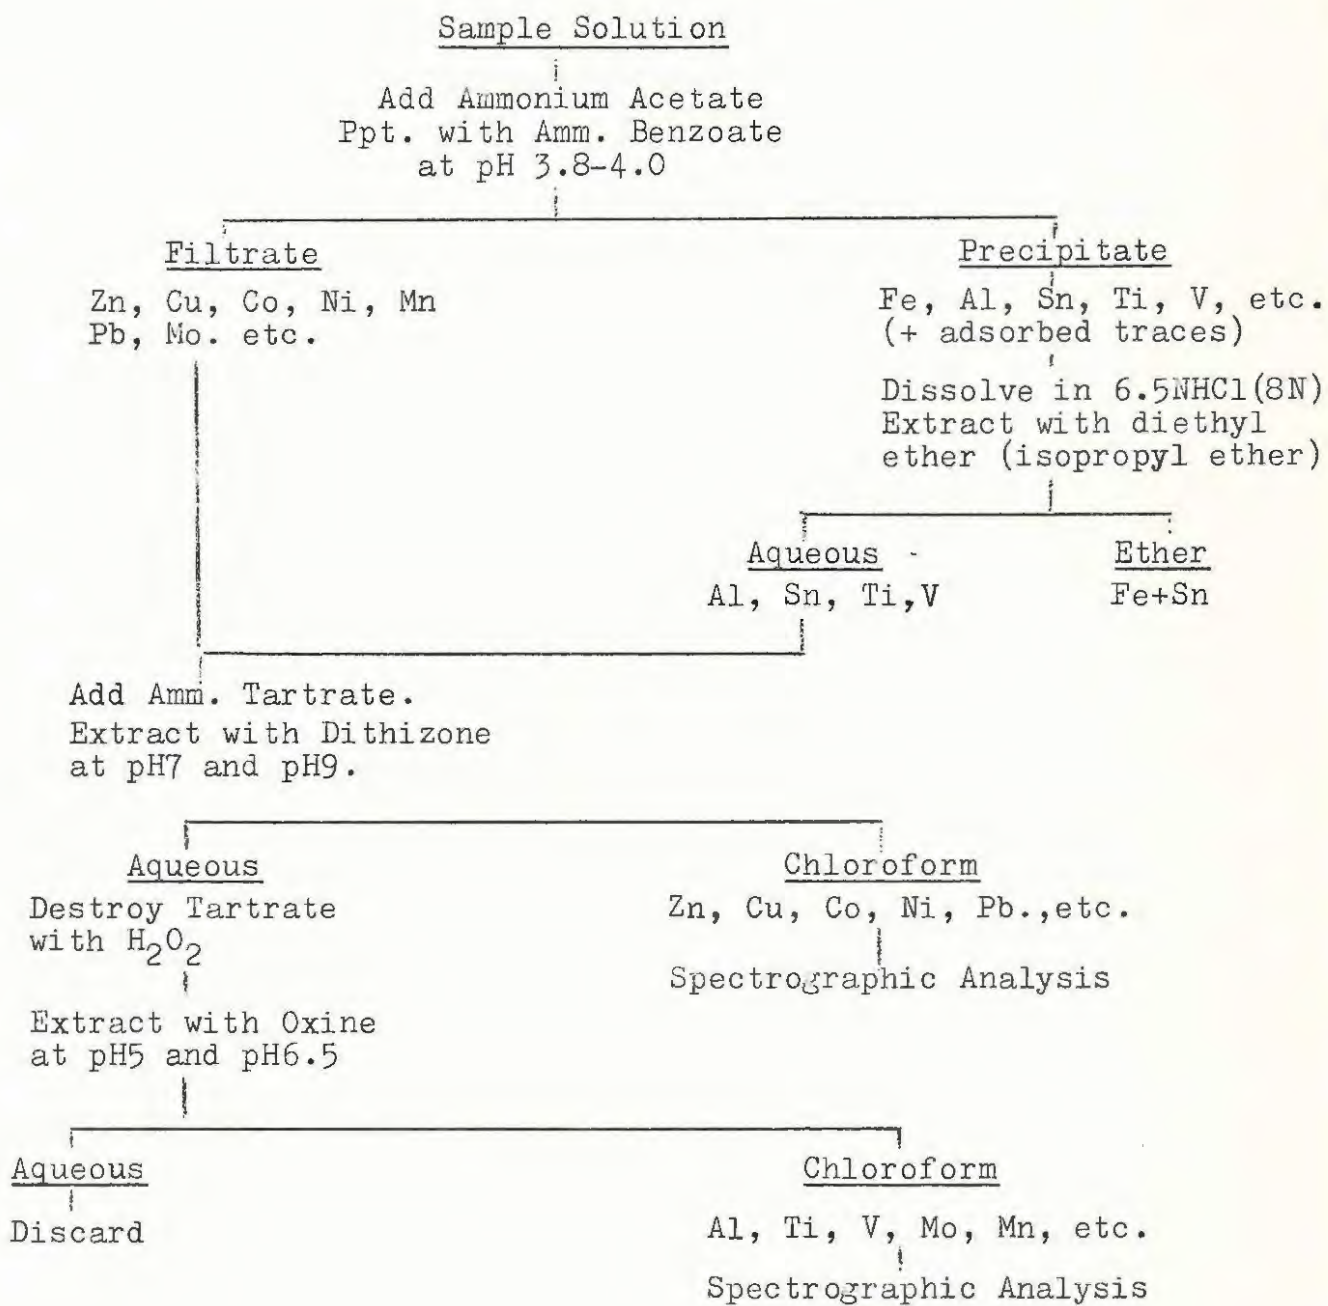 Sample Solution
Add Ammonium Acetate
Ppt. with Amm. Benzoate
at pH 3.8-4.0
Filtrate
Zn, Cu, Co, Ni, Mn
Pb, Mo. etc.
Precipitate
Fe, Al, Sn, Ti, V, etc.
(+ adsorbed traces)
Dissolve in 6.5NHCl(8N)
Extract with diethyl
ether (isopropyl ether)
Aqueous -
Al, Sn, Ti,V
Ether
Fe+Sn
Add Amm. Tartrate.
Extract with Dithizone
at pH7 and pH9.
Aqueous
Destroy Tartrate
with H₂O₂
Extract with Oxine
at pH5 and pH6.5
Chloroform
Zn, Cu, Co, Ni, Pb.,etc.
Spectrographic Analysis
Aqueous
Discard
Chloroform
Al, Ti, V, Mo, Mn, etc.
Spectrographic Analysis